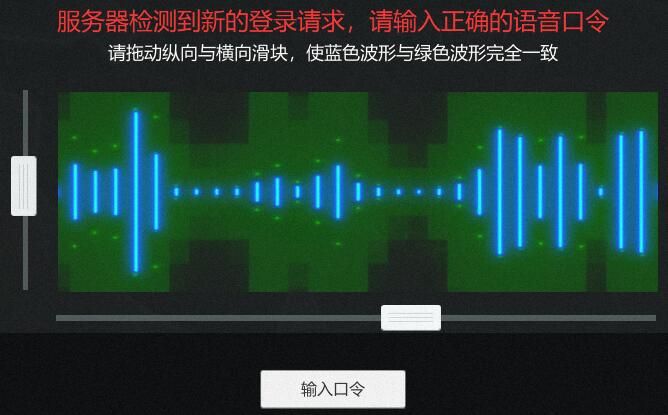 服务器检测到新的登录请求，请输入正确的语音口令
请拖动纵向与横向滑块，使蓝色波形与绿色波形完全一致
输入口令